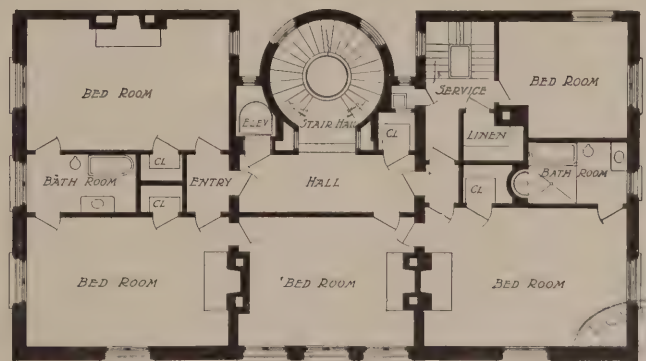 BED ROOM
BED ROOM
SERVICE
ELEV
STAIR HALL
CL
LINEN
CL
BATH ROOM
ENTRY
HALL
BATH ROOM
CL
CL
BED ROOM
BED ROOM
BED ROOM